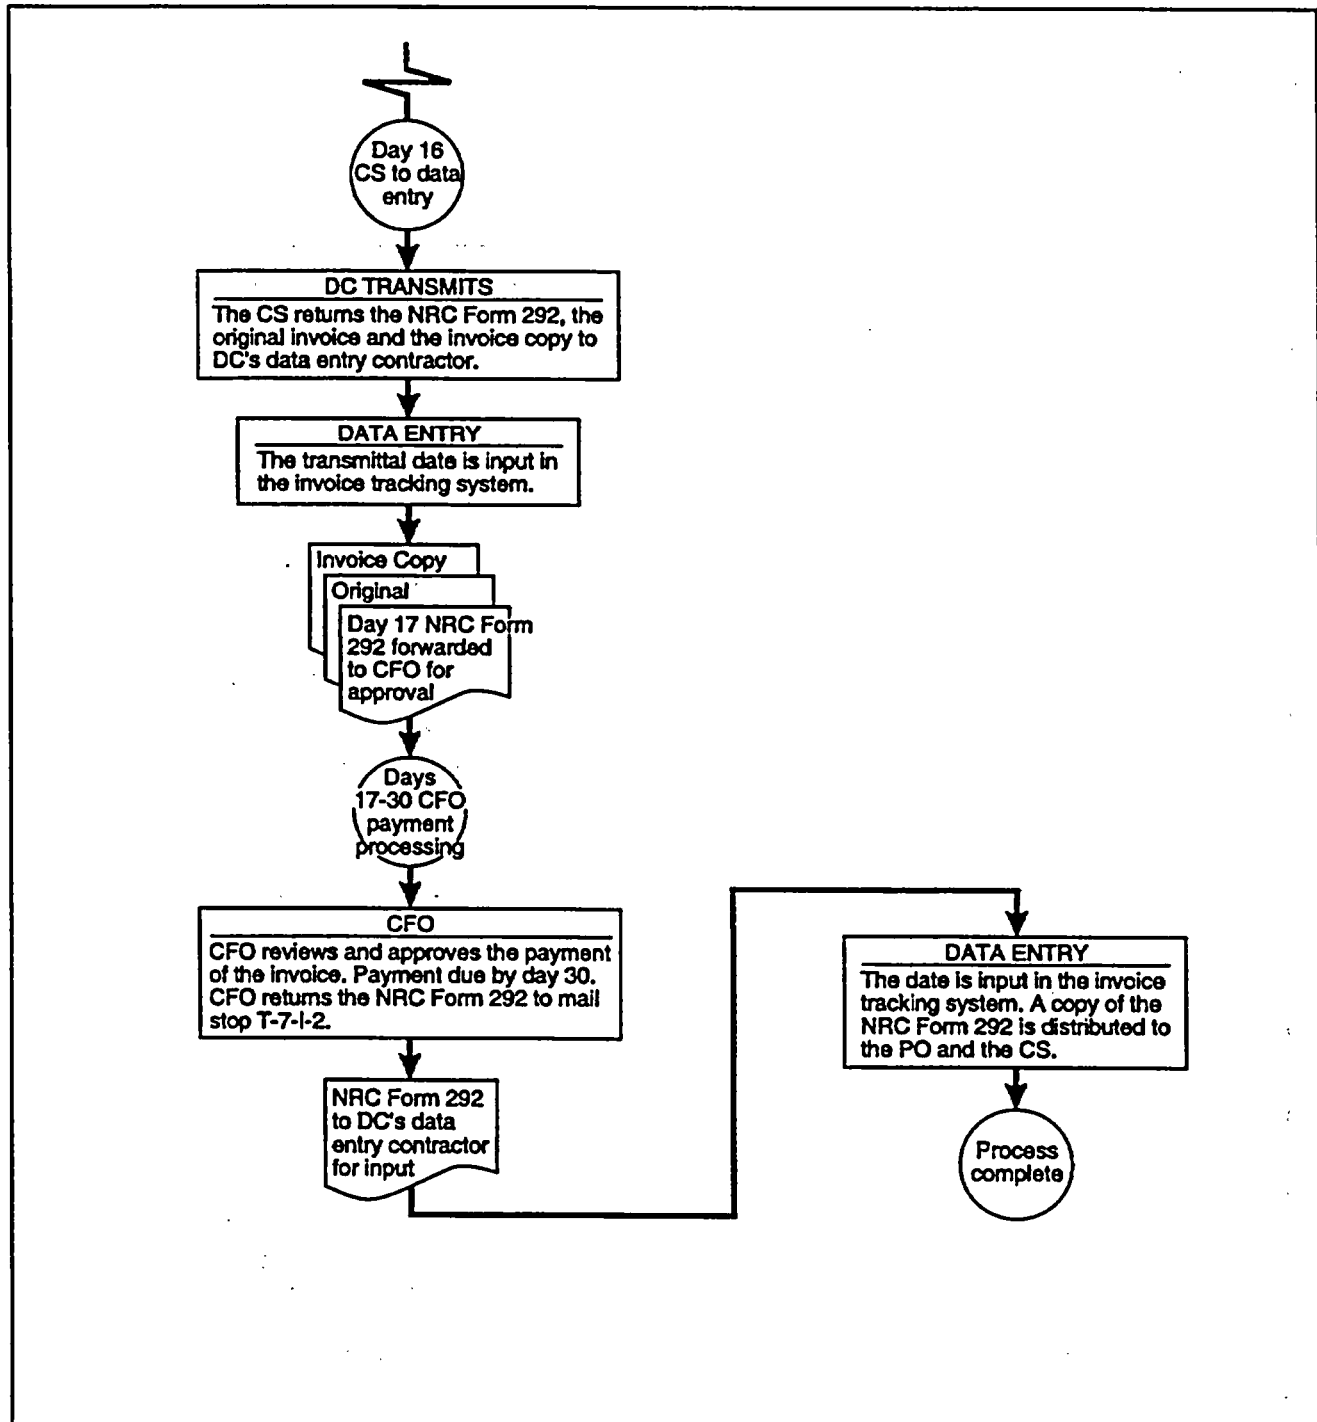 Day 16
CS to data
entry
DC TRANSMITS
The CS returns the NRC Form 292, the
original invoice and the invoice copy to
DC's data entry contractor.
DATA ENTRY
The transmittal date is input in
the invoice tracking system.
Invoice Copy
Original
Day 17 NRC Form
292 forwarded
to CFO for
approval
Days
17-30 CFO
payment
processing
CFO
CFO reviews and approves the payment
of the invoice. Payment due by day 30.
CFO returns the NRC Form 292 to mail
stop T-7-I-2.
NRC Form 292
to DC's data
entry contractor
for input
DATA ENTRY
The date is input in the invoice
tracking system. A copy of the
NRC Form 292 is distributed to
the PO and the CS.
Process
complete